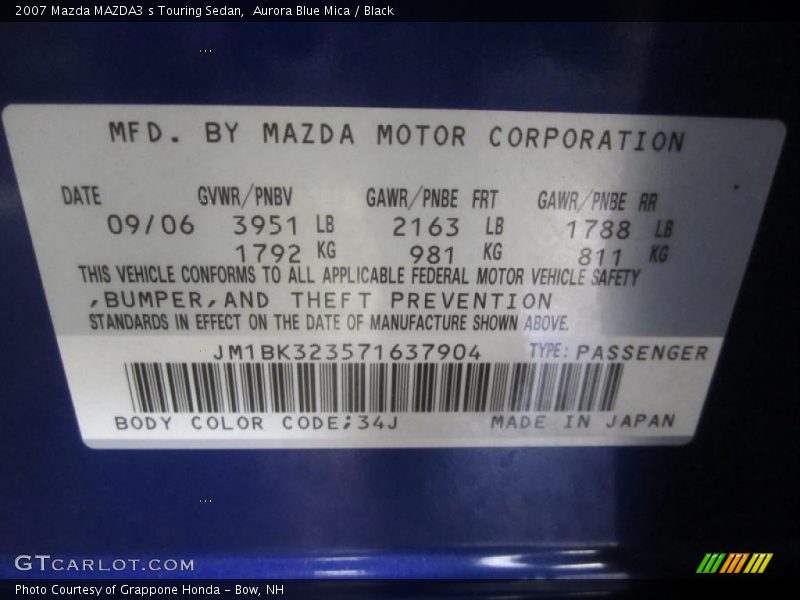 2007 Mazda MAZDA3 s Touring Sedan,  Aurora Blue Mica / Black
MFD. BY MAZDA MOTOR CORPORATION
DATE GVWR/PNBV GAWR/PNBE FRT GAWR/PNBE RR
09/06 3951 LB 2163 LB 1788 LB
1792 KG 981 KG 811 KG
THIS VEHICLE CONFORMS TO ALL APPLICABLE FEDERAL MOTOR VEHICLE SAFETY
,BUMPER,AND THEFT PREVENTION
STANDARDS IN EFFECT ON THE DATE OF MANUFACTURE SHOWN ABOVE.
JM1BK323571637904 TYPE: PASSENGER
BODY COLOR CODE;34J MADE IN JAPAN
GTCARLOT.COM
Photo Courtesy of Grappone Honda - Bow, NH